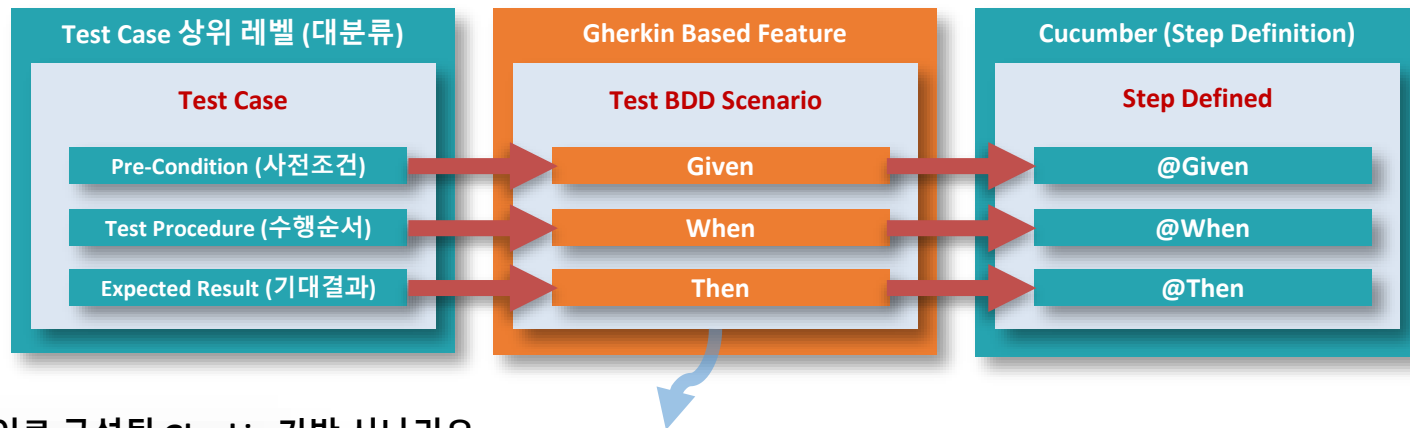 Test Case 상위 레벨 (대분류)
Test Case
Pre-Condition (사전조건)
Test Procedure (수행순서)
Expected Result (기대결과)
Gherkin Based Feature
Test BDD Scenario
Given
When
Then
Cucumber (Step Definition)
Step Defined
@Given
@When
@Then